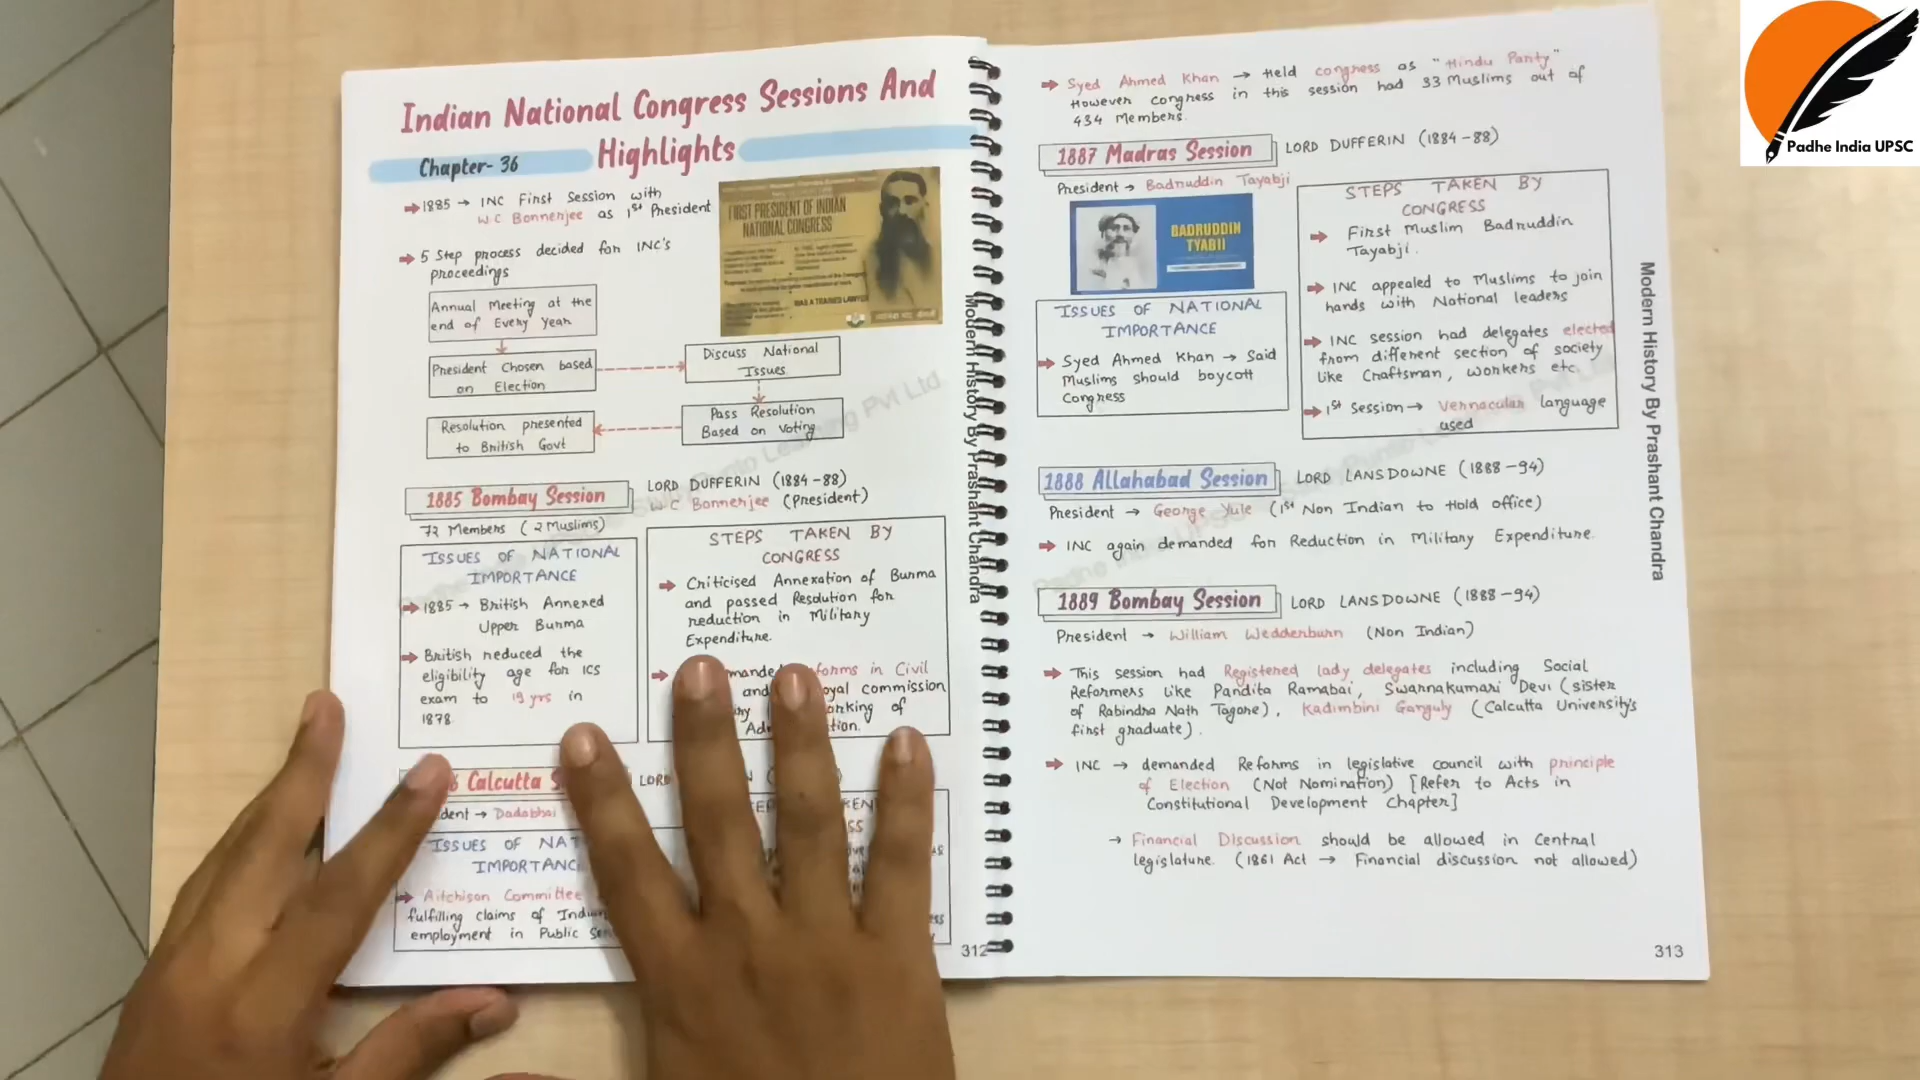 Indian National Congress Sessions And
Highlights
Chapter- 36
→ 1885 → INC First Session with
W.C Bonnerjee as 1st President
→ 5 Step process decided for INC's
proceedings
FIRST PRESIDENT OF INDIAN
NATIONAL CONGRESS
WAS A TRAINED LAWYER
Annual Meeting at the
end of Every Year
President Chosen based
on Election
Discuss National
Issues
Pass Resolution
Based on Voting
Resolution presented
to British Govt
1885 Bombay Session
LORD DUFFERIN (1884-88)
W C Bonnerjee (President)
72 Members (2 Muslims)
ISSUES OF NATIONAL
IMPORTANCE
→ 1885 → British Annexed
Upper Burma
→ British reduced the
eligibility age for ICS
exam to 19 yrs in
1878
STEPS TAKEN BY
CONGRESS
→ Criticised Annexation of Burma
and passed Resolution for
reduction in Military
Expenditure.
forms in Civil
and oyal commission
orking of
Calcutta
LOR
dent → Dadabhai
ISSUES OF NAT
IMPORTANC
→ Aitchison Committee
fulfilling claims of India
employment in Public Se
312
Modern History By Prashant Chandra
→ Syed Ahmed Khan → Held congress as "Hindu Party"
However congress in this session had 33 Muslims out of
434 Members.
1887 Madras Session
LORD DUFFERIN (1884-88)
President → Badruddin Tayabji
BADRUDDIN
TYABJI
ISSUES OF NATIONAL
IMPORTANCE
→ Syed Ahmed Khan → Said
Muslims should boycott
Congress
STEPS TAKEN BY
CONGRESS
→ First Muslim Badruddin
Tayabji.
→ INC appealed to Muslims to join
hands with National leaders
→ INC session had delegates elected
from different section of society
like Craftsman, workers etc.
→ 1st Session → Vernacular language
used
1888 Allahabad Session
LORD LANSDOWNE (1888-94)
President → George Yule (1st Non Indian to Hold office)
→ INC again demanded for Reduction in Military Expenditure.
1889 Bombay Session
LORD LANSDOWNE (1888-94)
President → William Wedderburn (Non Indian)
→ This session had Registered lady delegates including Social
Reformers like Pandita Ramabai, Swarnakumari Devi (sister
of Rabindra Nath Tagore), Kadimbini Ganguly (Calcutta University's
first graduate).
→ INC → demanded Reforms in legislative council with principle
of Election (Not Nomination) [Refer to Acts in
Constitutional Development Chapter]
→ Financial Discussion should be allowed in Central
legislature. (1861 Act → Financial discussion not allowed)
313
Modern History By Prashant Chandra
Padhe India UPSC